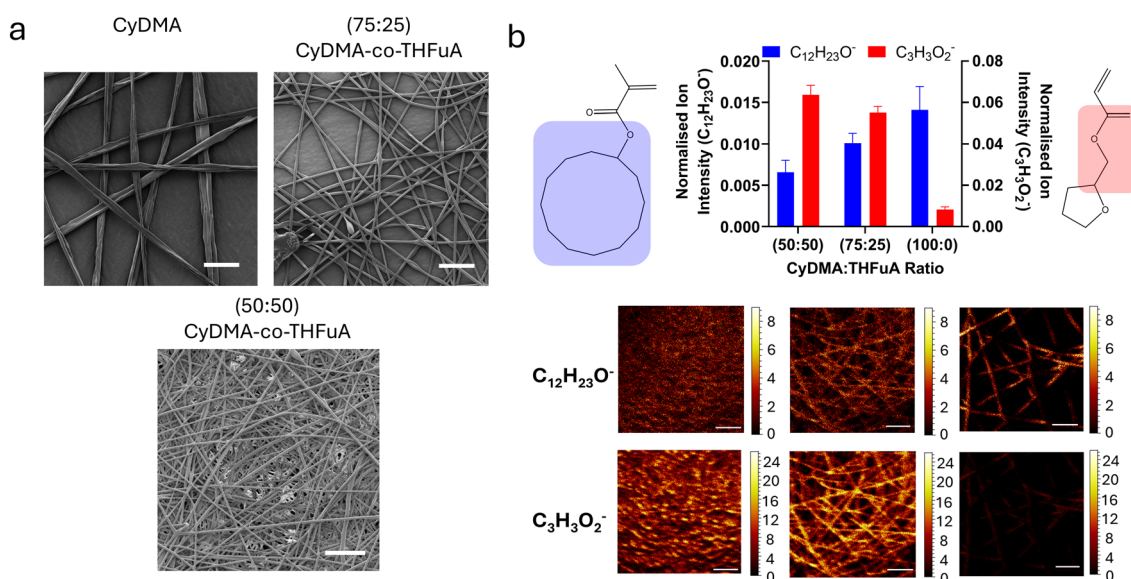 a
CyDMA
(75:25)
CyDMA-co-THFuA
(50:50)
CyDMA-co-THFuA
b
C₁₂H₂₃O⁻
C₃H₃O₂⁻
Normalised Ion
Intensity (C₁₂H₂₃O⁻)
0.020
0.015
0.010
0.005
0.000
0.08
0.06
0.04
0.02
0.00
Normalised Ion
Intensity (C₃H₃O₂⁻)
(50:50)
(75:25)
(100:0)
CyDMA:THFuA Ratio
O
O
O
O
C₁₂H₂₃O⁻
8
6
4
2
0
8
6
4
2
0
8
6
4
2
0
C₃H₃O₂⁻
24
20
16
12
8
4
0
24
20
16
12
8
4
0
24
20
16
12
8
4
0